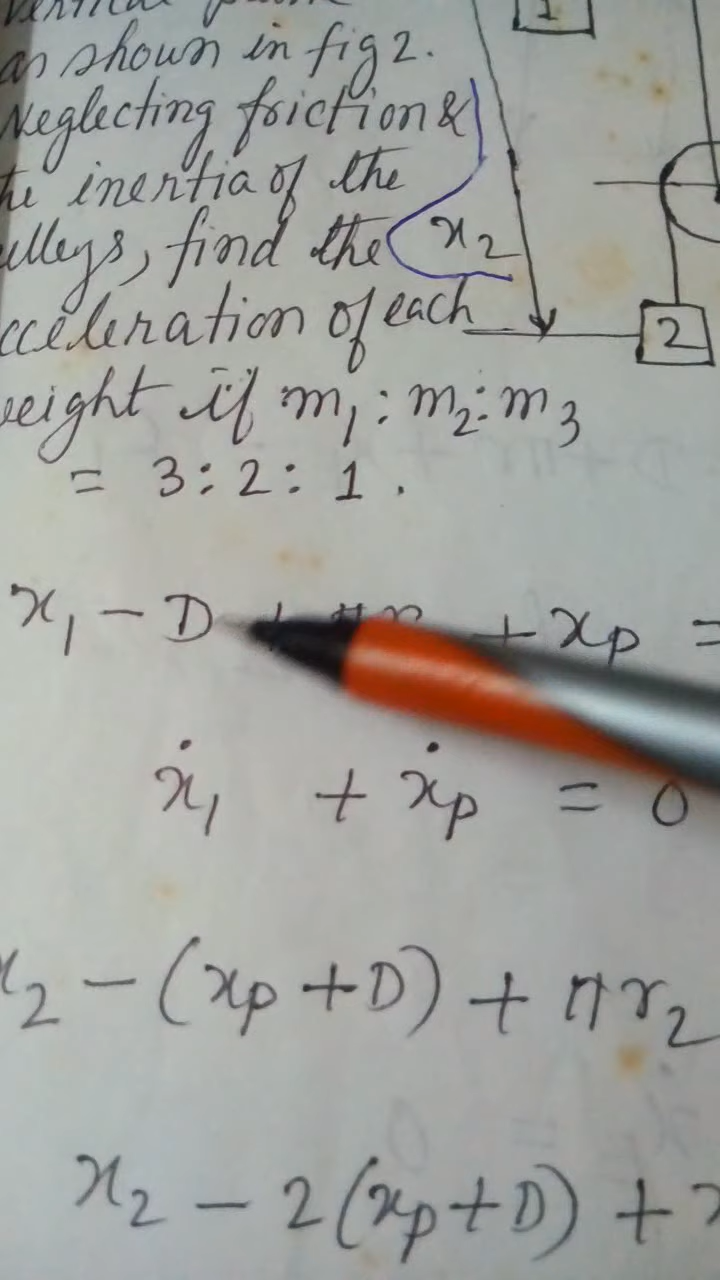 as shown in fig 2.
Neglecting friction &
the inertia of the
pulleys, find the
acceleration of each
weight if m₁ : m₂ : m₃
= 3 : 2 : 1 .
1
x₂
2
x₁ - D + π + xₚ =
ẋ₁ + ẋₚ = 0
x₂ - (xₚ + D) + πr₂
x₂ - 2(xₚ + D) +